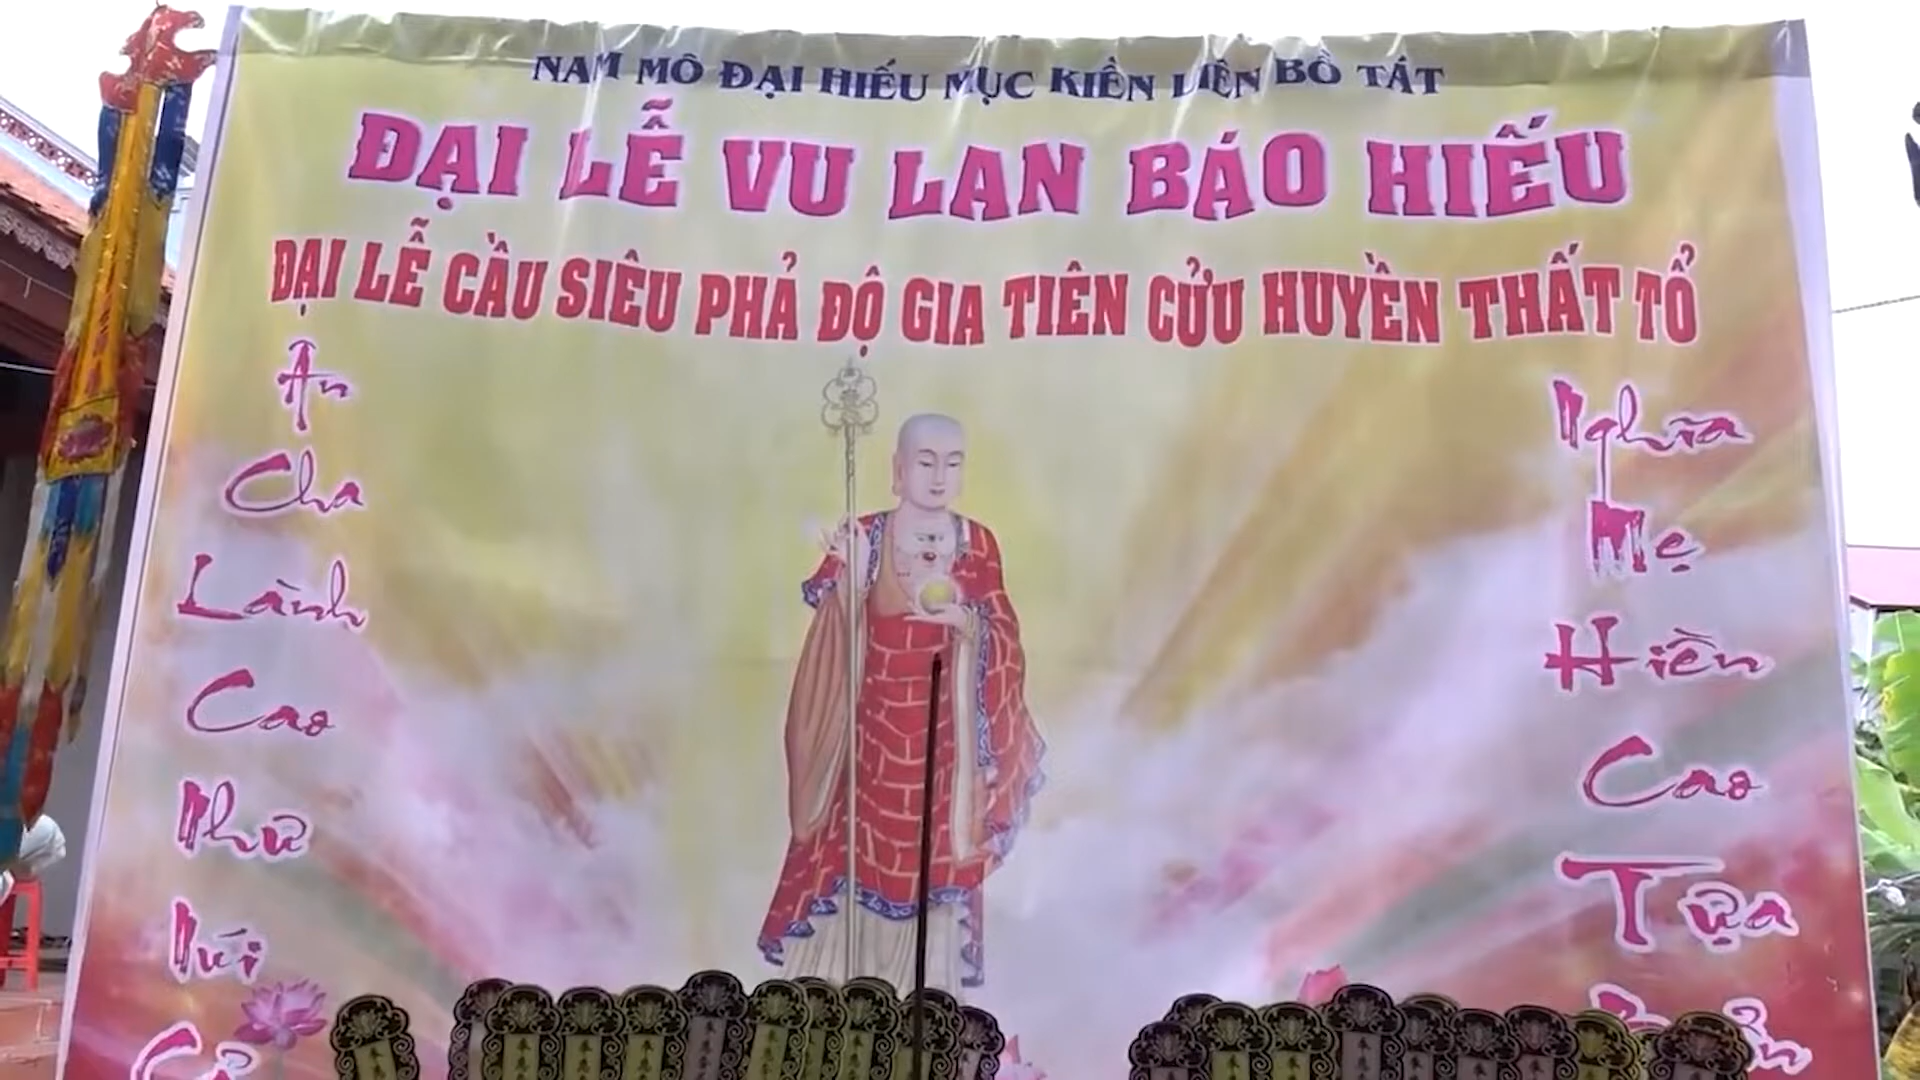 NAM MÔ ĐẠI HIẾU MỤC KIỀN LIÊN BỒ TÁT
ĐẠI LỄ VU LAN BÁO HIẾU
ĐẠI LỄ CẦU SIÊU PHẢ ĐỘ GIA TIÊN CỬU HUYỀN THẤT TỔ
Ân
Cha
Lành
Cao
Như
Núi
Nghĩa
Mẹ
Hiền
Cao
Tựa